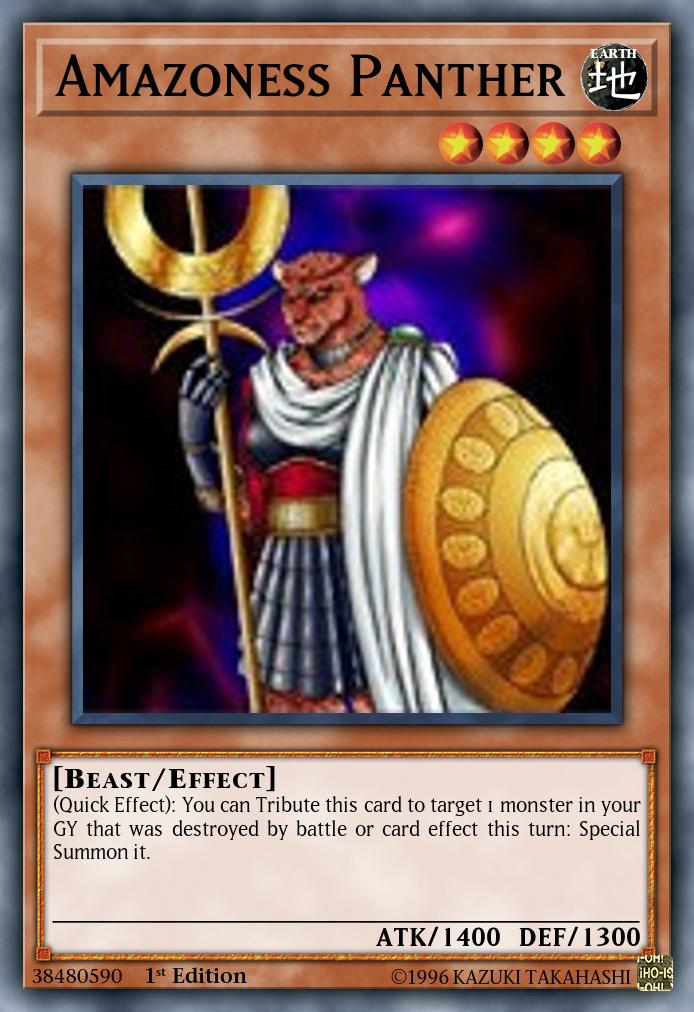 Amazoness Panther
EARTH
地
[Beast/Effect]
(Quick Effect): You can Tribute this card to target 1 monster in your
GY that was destroyed by battle or card effect this turn: Special
Summon it.
ATK/1400 DEF/1300
38480590 1st Edition ©1996 KAZUKI TAKAHASHI